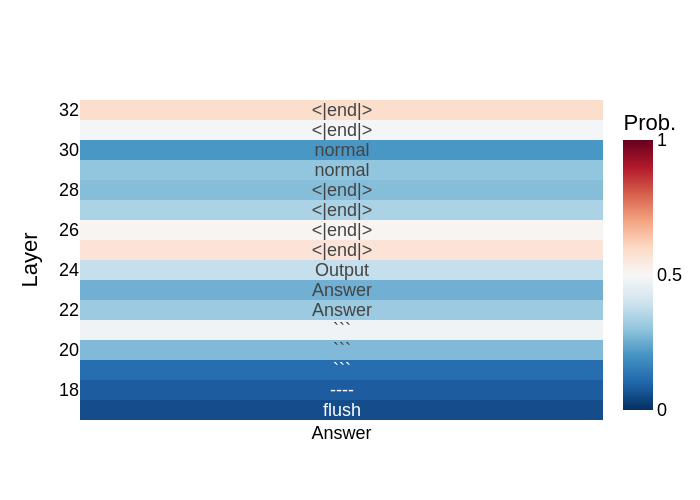 32
<|end|>
<|end|>
Prob.
30
normal
1
normal
28
<|end|>
<|end|>
26
<|end|>
<|end|>
Layer
24
Output
0.5
Answer
22
Answer
```
20
```
```
18
----
flush
0
Answer